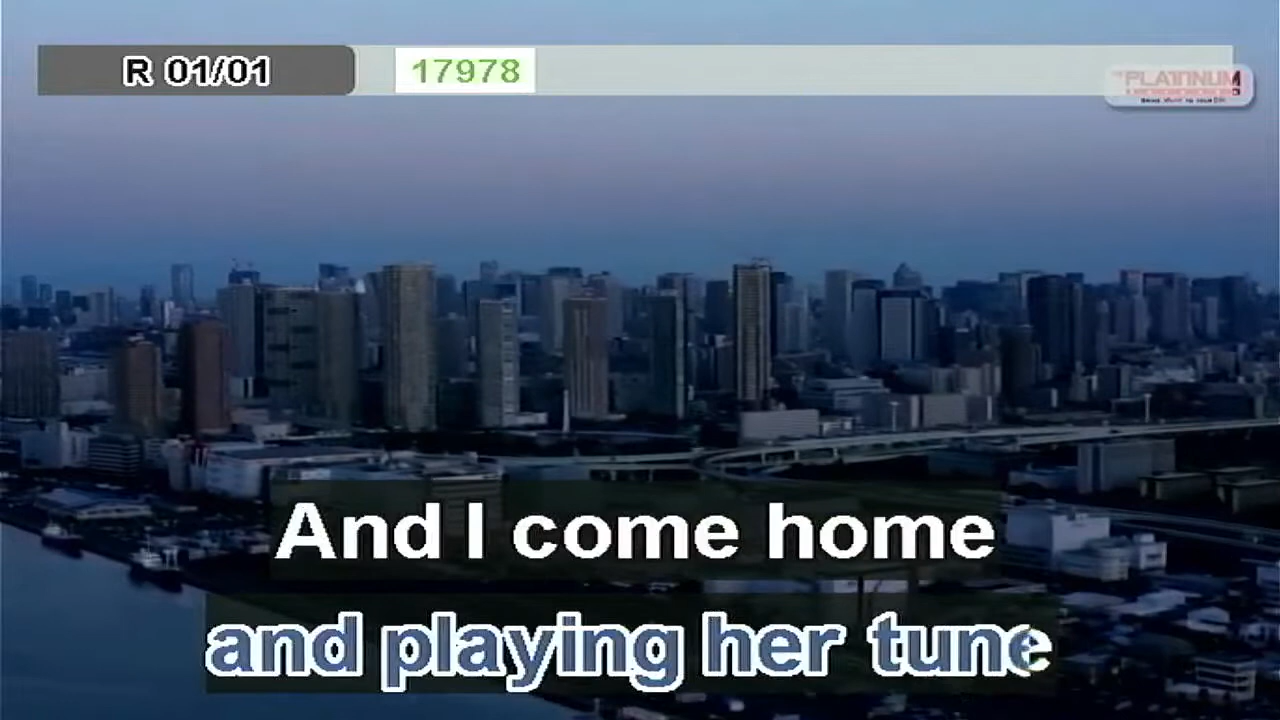 R 01/01
17978
PLATINUM
And I come home
and playing her tune